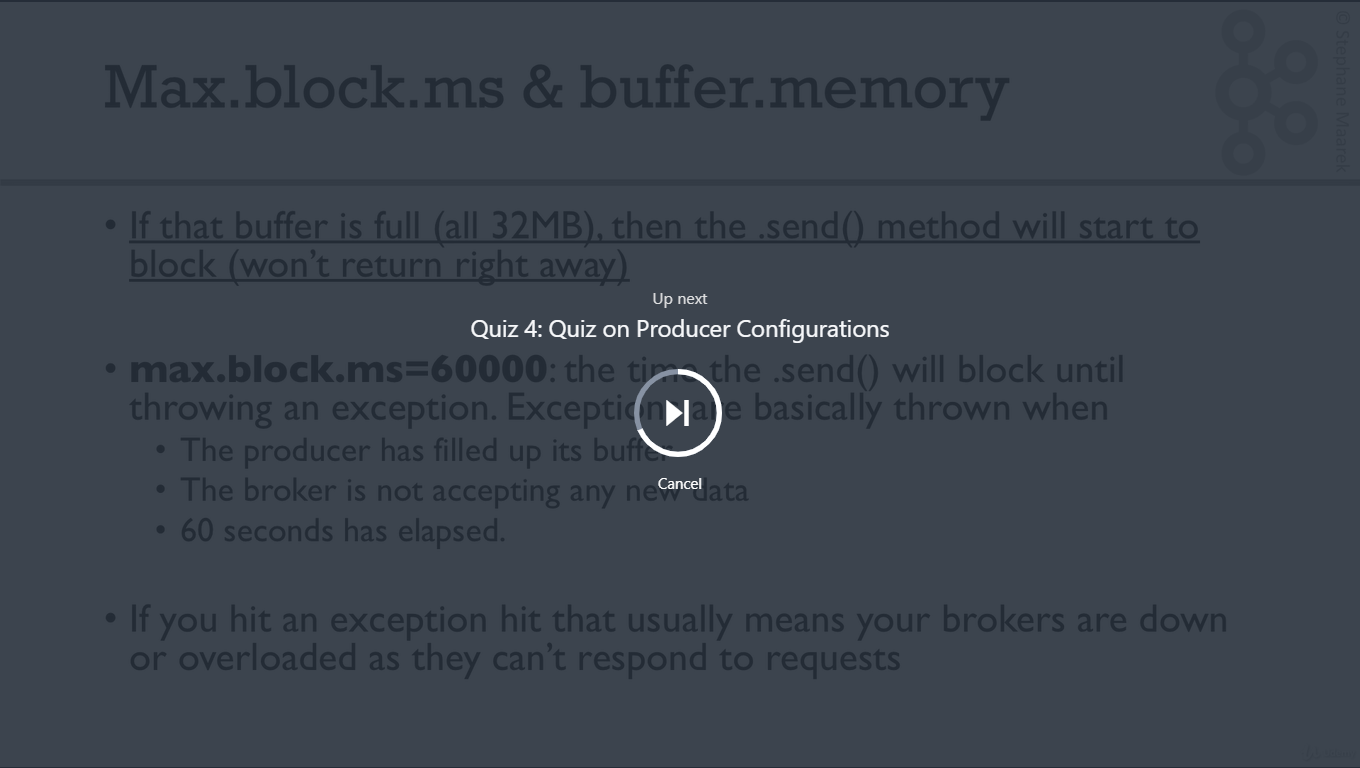 Max.block.ms & buffer.memory
© Stephane Maarek
• If that buffer is full (all 32MB), then the .send() method will start to
block (won’t return right away)
Up next
Quiz 4: Quiz on Producer Configurations
• max.block.ms=60000: the time the .send() will block until
throwing an exception. Exceptions are basically thrown when
• The producer has filled up its buffer
• The broker is not accepting any new data
Cancel
• 60 seconds has elapsed.
• If you hit an exception hit that usually means your brokers are down
or overloaded as they can’t respond to requests